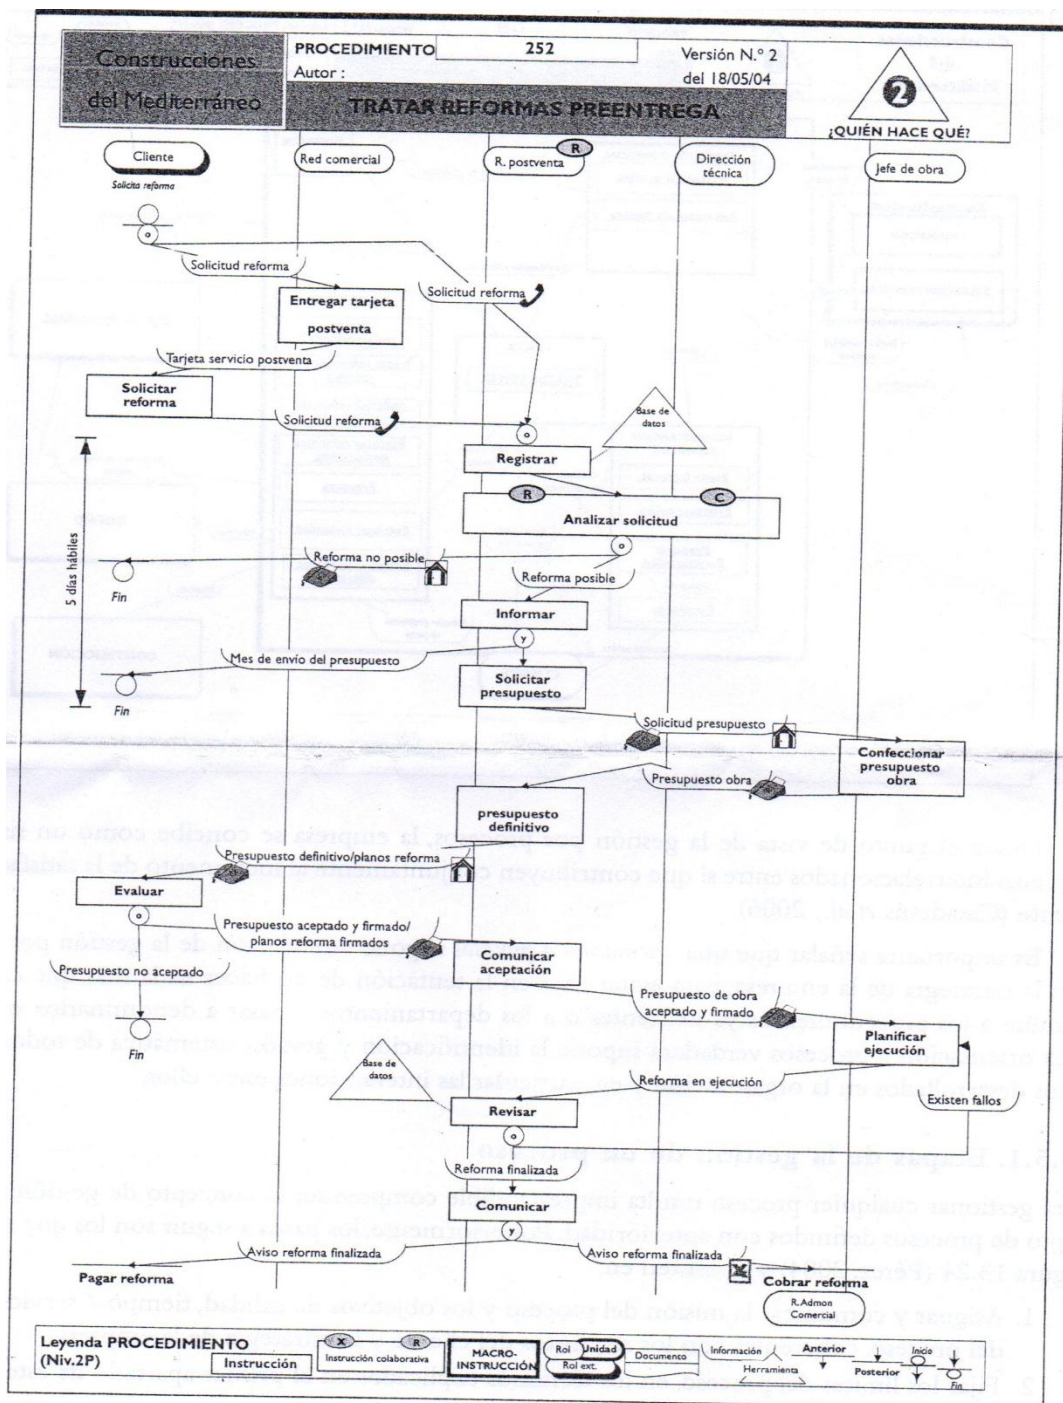 Construcciones
del Mediterráneo
PROCEDIMIENTO
252
Autor :
Versión N.º 2
del 18/05/04
TRATAR REFORMAS PREENTREGA
2
¿QUIÉN HACE QUÉ?
Cliente
Red comercial
R. postventa
R
Dirección
técnica
Jefe de obra
Solicita reforma
o
Solicitud reforma
Solicitud reforma
Entregar tarjeta
postventa
Tarjeta servicio postventa
Solicitar
reforma
Solicitud reforma
Base de
datos
o
Registrar
R
C
Analizar solicitud
o
5 días hábiles
Reforma no posible
Fin
Reforma posible
Informar
y
Mes de envío del presupuesto
Fin
Solicitar
presupuesto
Solicitud presupuesto
Confeccionar
presupuesto
obra
Presupuesto obra
presupuesto
definitivo
Presupuesto definitivo/planos reforma
Evaluar
o
Presupuesto aceptado y firmado/
planos reforma firmados
Comunicar
aceptación
Presupuesto no aceptado
Fin
Presupuesto de obra
aceptado y firmado
Planificar
ejecución
Base de
datos
Reforma en ejecución
Existen fallos
Revisar
o
Reforma finalizada
Comunicar
y
Aviso reforma finalizada
Aviso reforma finalizada
Pagar reforma
Cobrar reforma
R. Admon
Comercial
Leyenda PROCEDIMIENTO
(Niv.2P)
Instrucción
X
R
Instrucción colaborativa
MACRO-
INSTRUCCIÓN
Rol
Unidad
Rol ext.
Documento
Información
Herramienta
Anterior
Posterior
Inicio
Fin